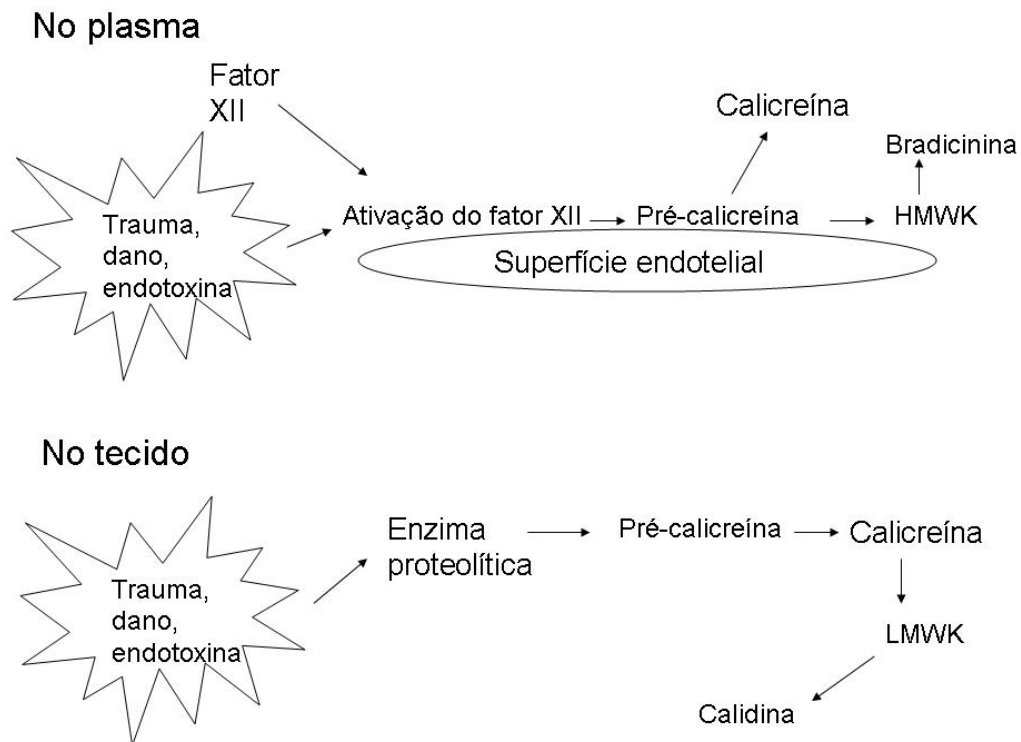 No plasma
Fator
XII
Calicreína
Bradicinina
Trauma,
dano,
endotoxina
Ativação do fator XII
Pré-calicreína
HMWK
Superfície endotelial
No tecido
Enzima
proteolítica
Pré-calicreína
Calicreína
Trauma,
dano,
endotoxina
LMWK
Calidina